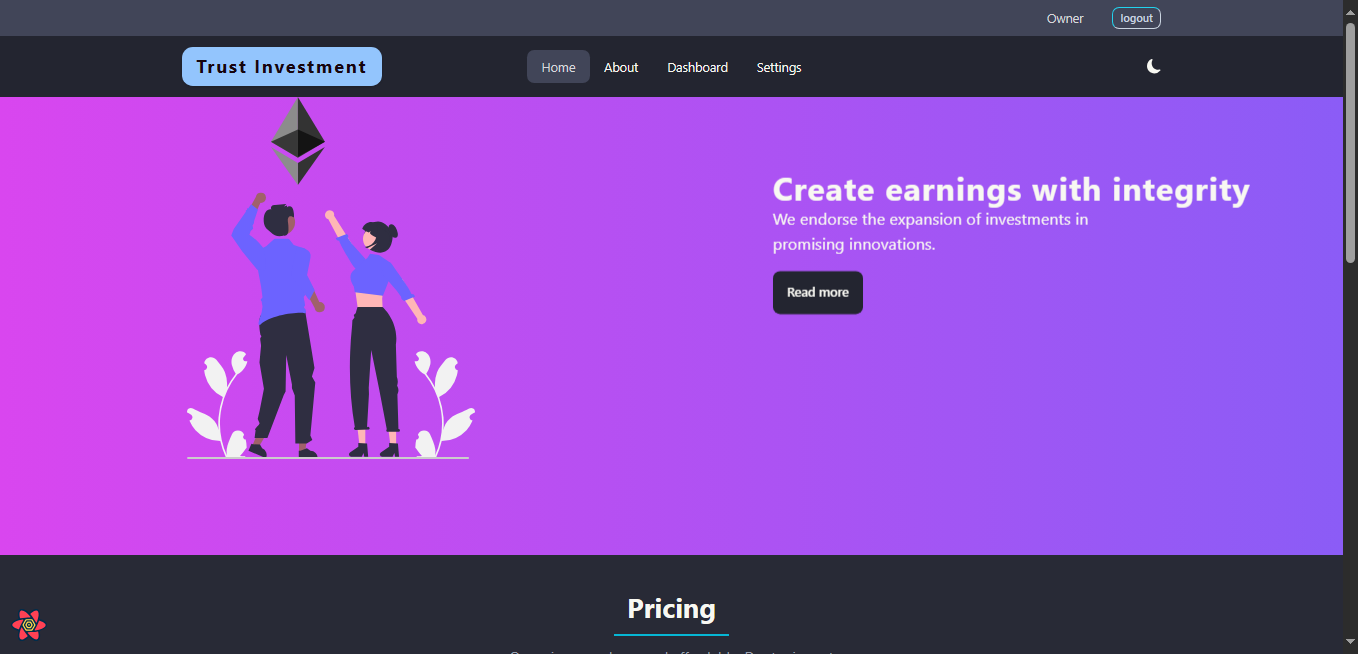 Owner
logout
Trust Investment
Home
About
Dashboard
Settings
Create earnings with integrity
We endorse the expansion of investments in
promising innovations.
Read more
Pricing